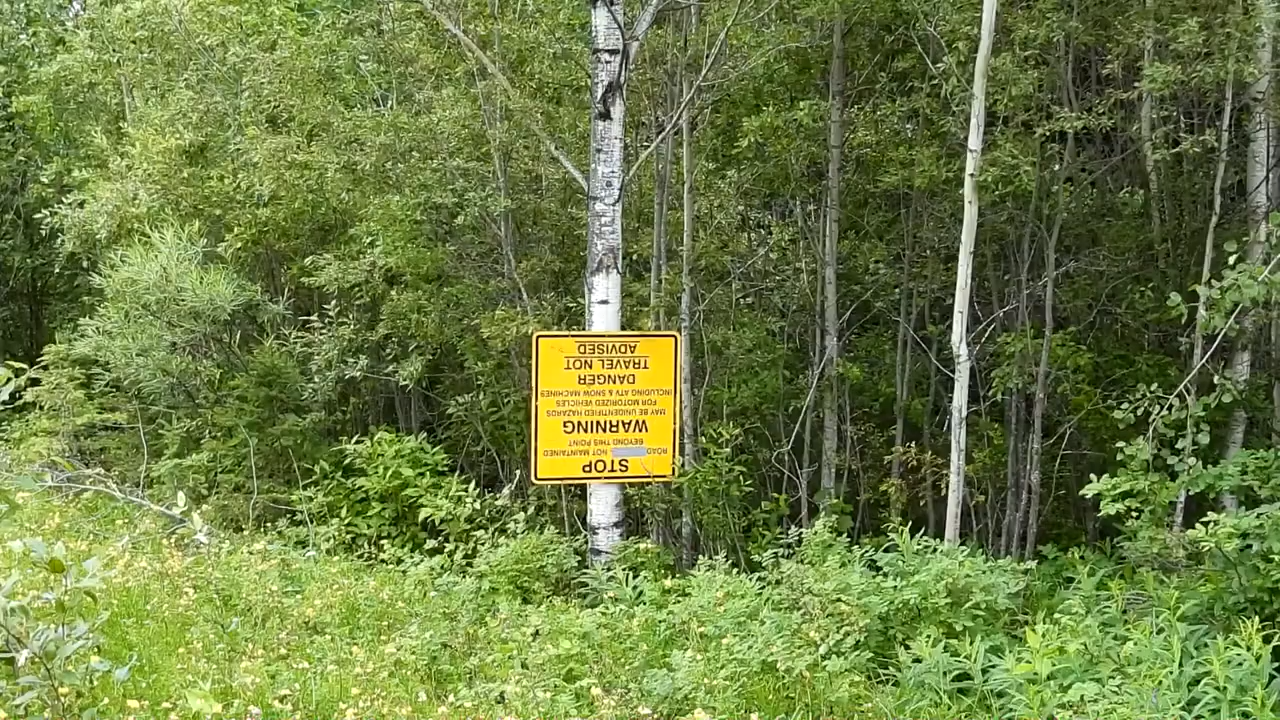 STOP
ROAD NOT MAINTAINED
BEYOND THIS POINT
WARNING
MAY BE UNIDENTIFIED HAZARDS
FOR MOTORIZED VEHICLES
INCLUDING ATV & SNOW MACHINES
DANGER
TRAVEL NOT
ADVISED